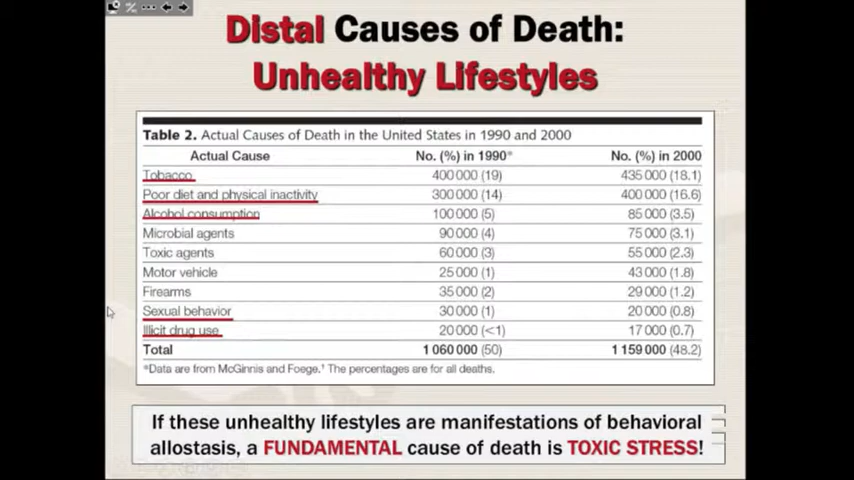 Distal Causes of Death:
Unhealthy Lifestyles
Table 2. Actual Causes of Death in the United States in 1990 and 2000
Actual Cause No. (%) in 1990* No. (%) in 2000
Tobacco 400 000 (19) 435 000 (18.1)
Poor diet and physical inactivity 300 000 (14) 400 000 (16.6)
Alcohol consumption 100 000 (5) 85 000 (3.5)
Microbial agents 90 000 (4) 75 000 (3.1)
Toxic agents 60 000 (3) 55 000 (2.3)
Motor vehicle 25 000 (1) 43 000 (1.8)
Firearms 35 000 (2) 29 000 (1.2)
Sexual behavior 30 000 (1) 20 000 (0.8)
Illicit drug use 20 000 (<1) 17 000 (0.7)
Total 1 060 000 (50) 1 159 000 (48.2)
*Data are from McGinnis and Foege.¹ The percentages are for all deaths.
If these unhealthy lifestyles are manifestations of behavioral
allostasis, a FUNDAMENTAL cause of death is TOXIC STRESS!